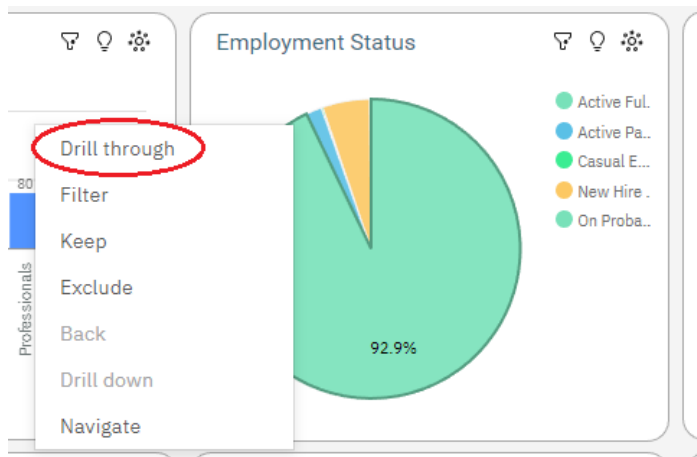 Employment Status
Active Ful.
Active Pa..
Casual E...
New Hire .
On Proba..
92.9%
Drill through
Filter
Keep
Exclude
Back
Drill down
Navigate
80
Professionals